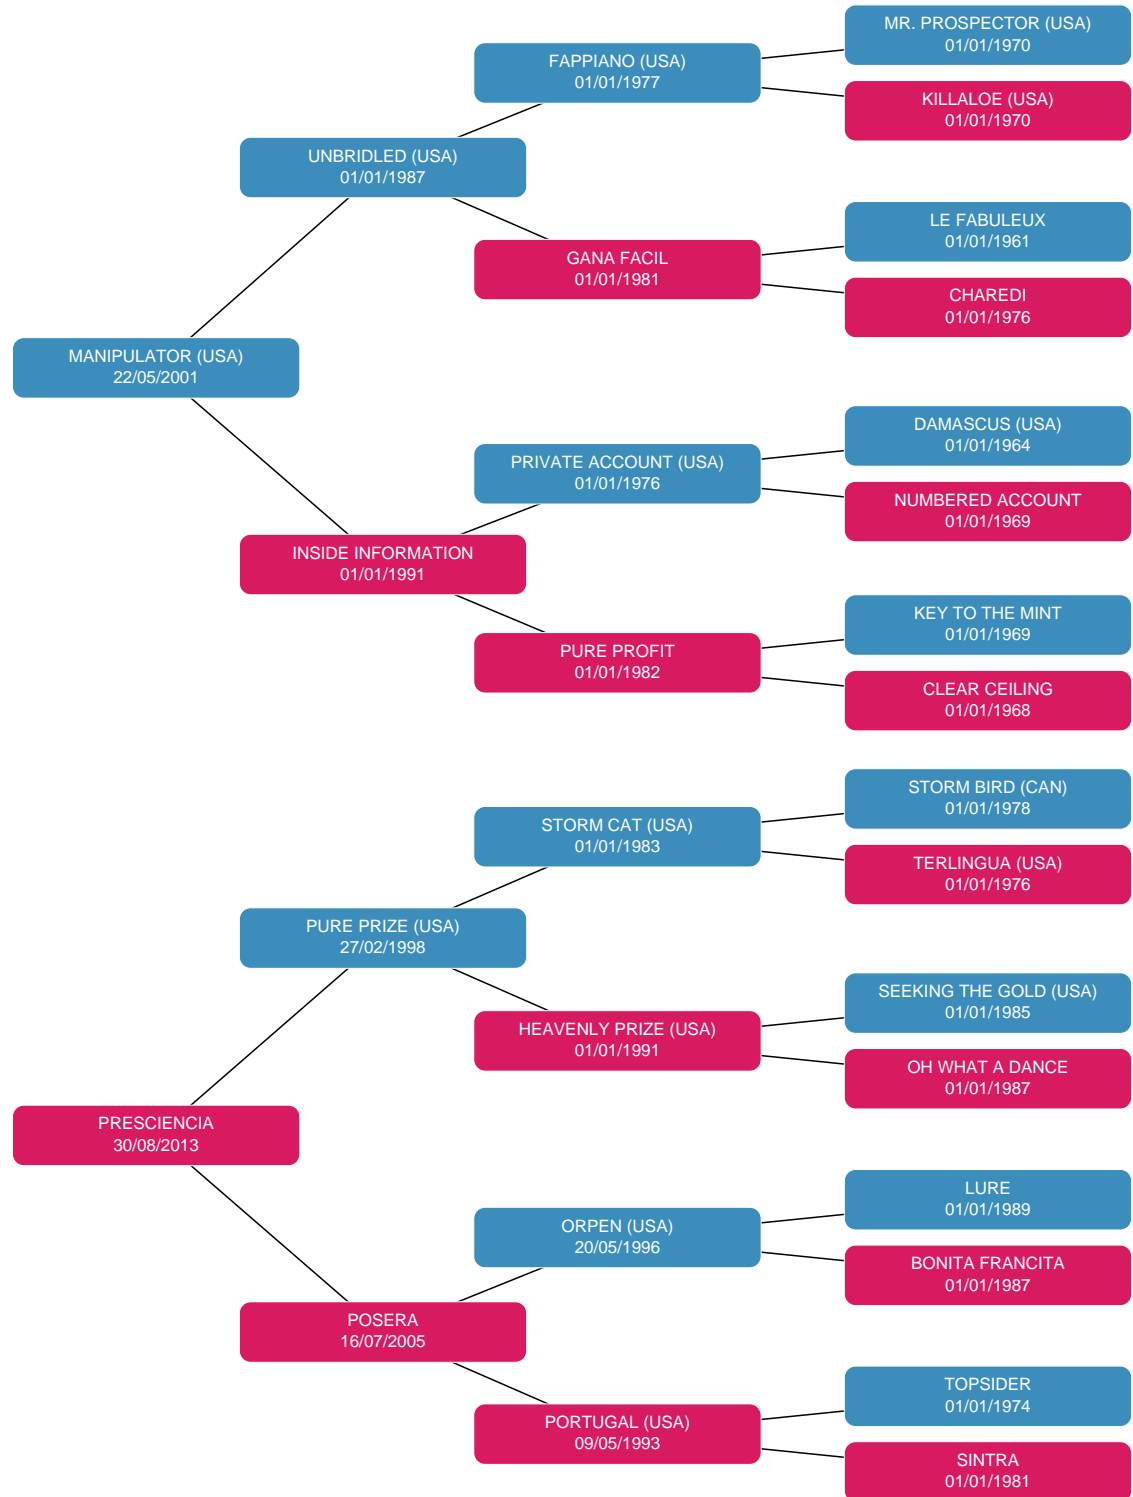 MR. PROSPECTOR (USA)
01/01/1970
FAPPIANO (USA)
01/01/1977
KILLALOE (USA)
01/01/1970
UNBRIDLED (USA)
01/01/1987
LE FABULEUX
01/01/1961
GANA FACIL
01/01/1981
CHAREDI
01/01/1976
MANIPULATOR (USA)
22/05/2001
DAMASCUS (USA)
01/01/1964
PRIVATE ACCOUNT (USA)
01/01/1976
NUMBERED ACCOUNT
01/01/1969
INSIDE INFORMATION
01/01/1991
KEY TO THE MINT
01/01/1969
PURE PROFIT
01/01/1982
CLEAR CEILING
01/01/1968
STORM BIRD (CAN)
01/01/1978
STORM CAT (USA)
01/01/1983
TERLINGUA (USA)
01/01/1976
PURE PRIZE (USA)
27/02/1998
SEEKING THE GOLD (USA)
01/01/1985
HEAVENLY PRIZE (USA)
01/01/1991
OH WHAT A DANCE
01/01/1987
PRESCIENCIA
30/08/2013
LURE
01/01/1989
ORPEN (USA)
20/05/1996
BONITA FRANCITA
01/01/1987
POSERA
16/07/2005
TOPSIDER
01/01/1974
PORTUGAL (USA)
09/05/1993
SINTRA
01/01/1981